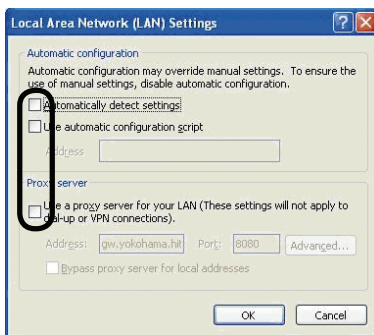 Local Area Network (LAN) Settings
Automatic configuration
Automatic configuration may override manual settings. To ensure the
use of manual settings, disable automatic configuration.
Automatically detect settings
Use automatic configuration script
Address
Proxy server
Use a proxy server for your LAN (These settings will not apply to
dial-up or VPN connections).
Address: gw.yokohama.hit Port: 8080 Advanced...
Bypass proxy server for local addresses
OK Cancel